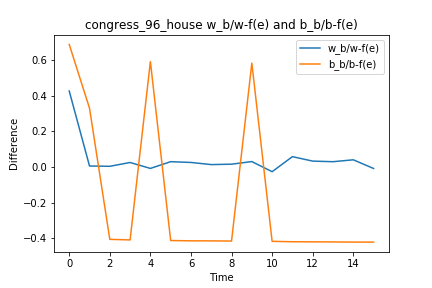 congress_96_house w_b/w-f(e) and b_b/b-f(e)
w_b/w-f(e)
b_b/b-f(e)
Difference
0.6
0.4
0.2
0.0
−0.2
−0.4
0 2 4 6 8 10 12 14
Time